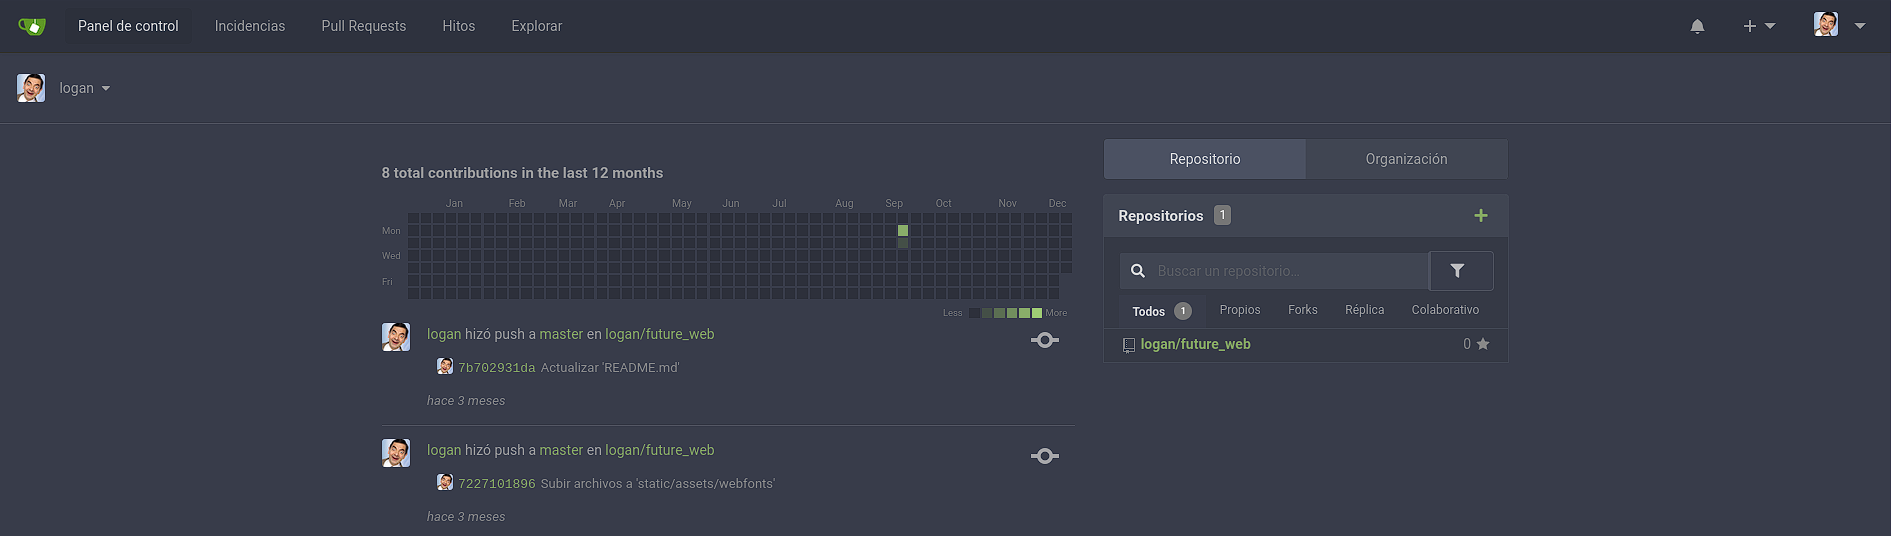 Panel de control Incidencias Pull Requests Hitos Explorar
logan
8 total contributions in the last 12 months
Jan Feb Mar Apr May Jun Jul Aug Sep Oct Nov Dec
Mon
Wed
Fri
Less More
logan hizó push a master en logan/future_web
7b702931da Actualizar 'README.md'
hace 3 meses
logan hizó push a master en logan/future_web
7227101896 Subir archivos a 'static/assets/webfonts'
hace 3 meses
Repositorio Organización
Repositorios 1
Buscar un repositorio...
Todos 1 Propios Forks Réplica Colaborativo
logan/future_web 0